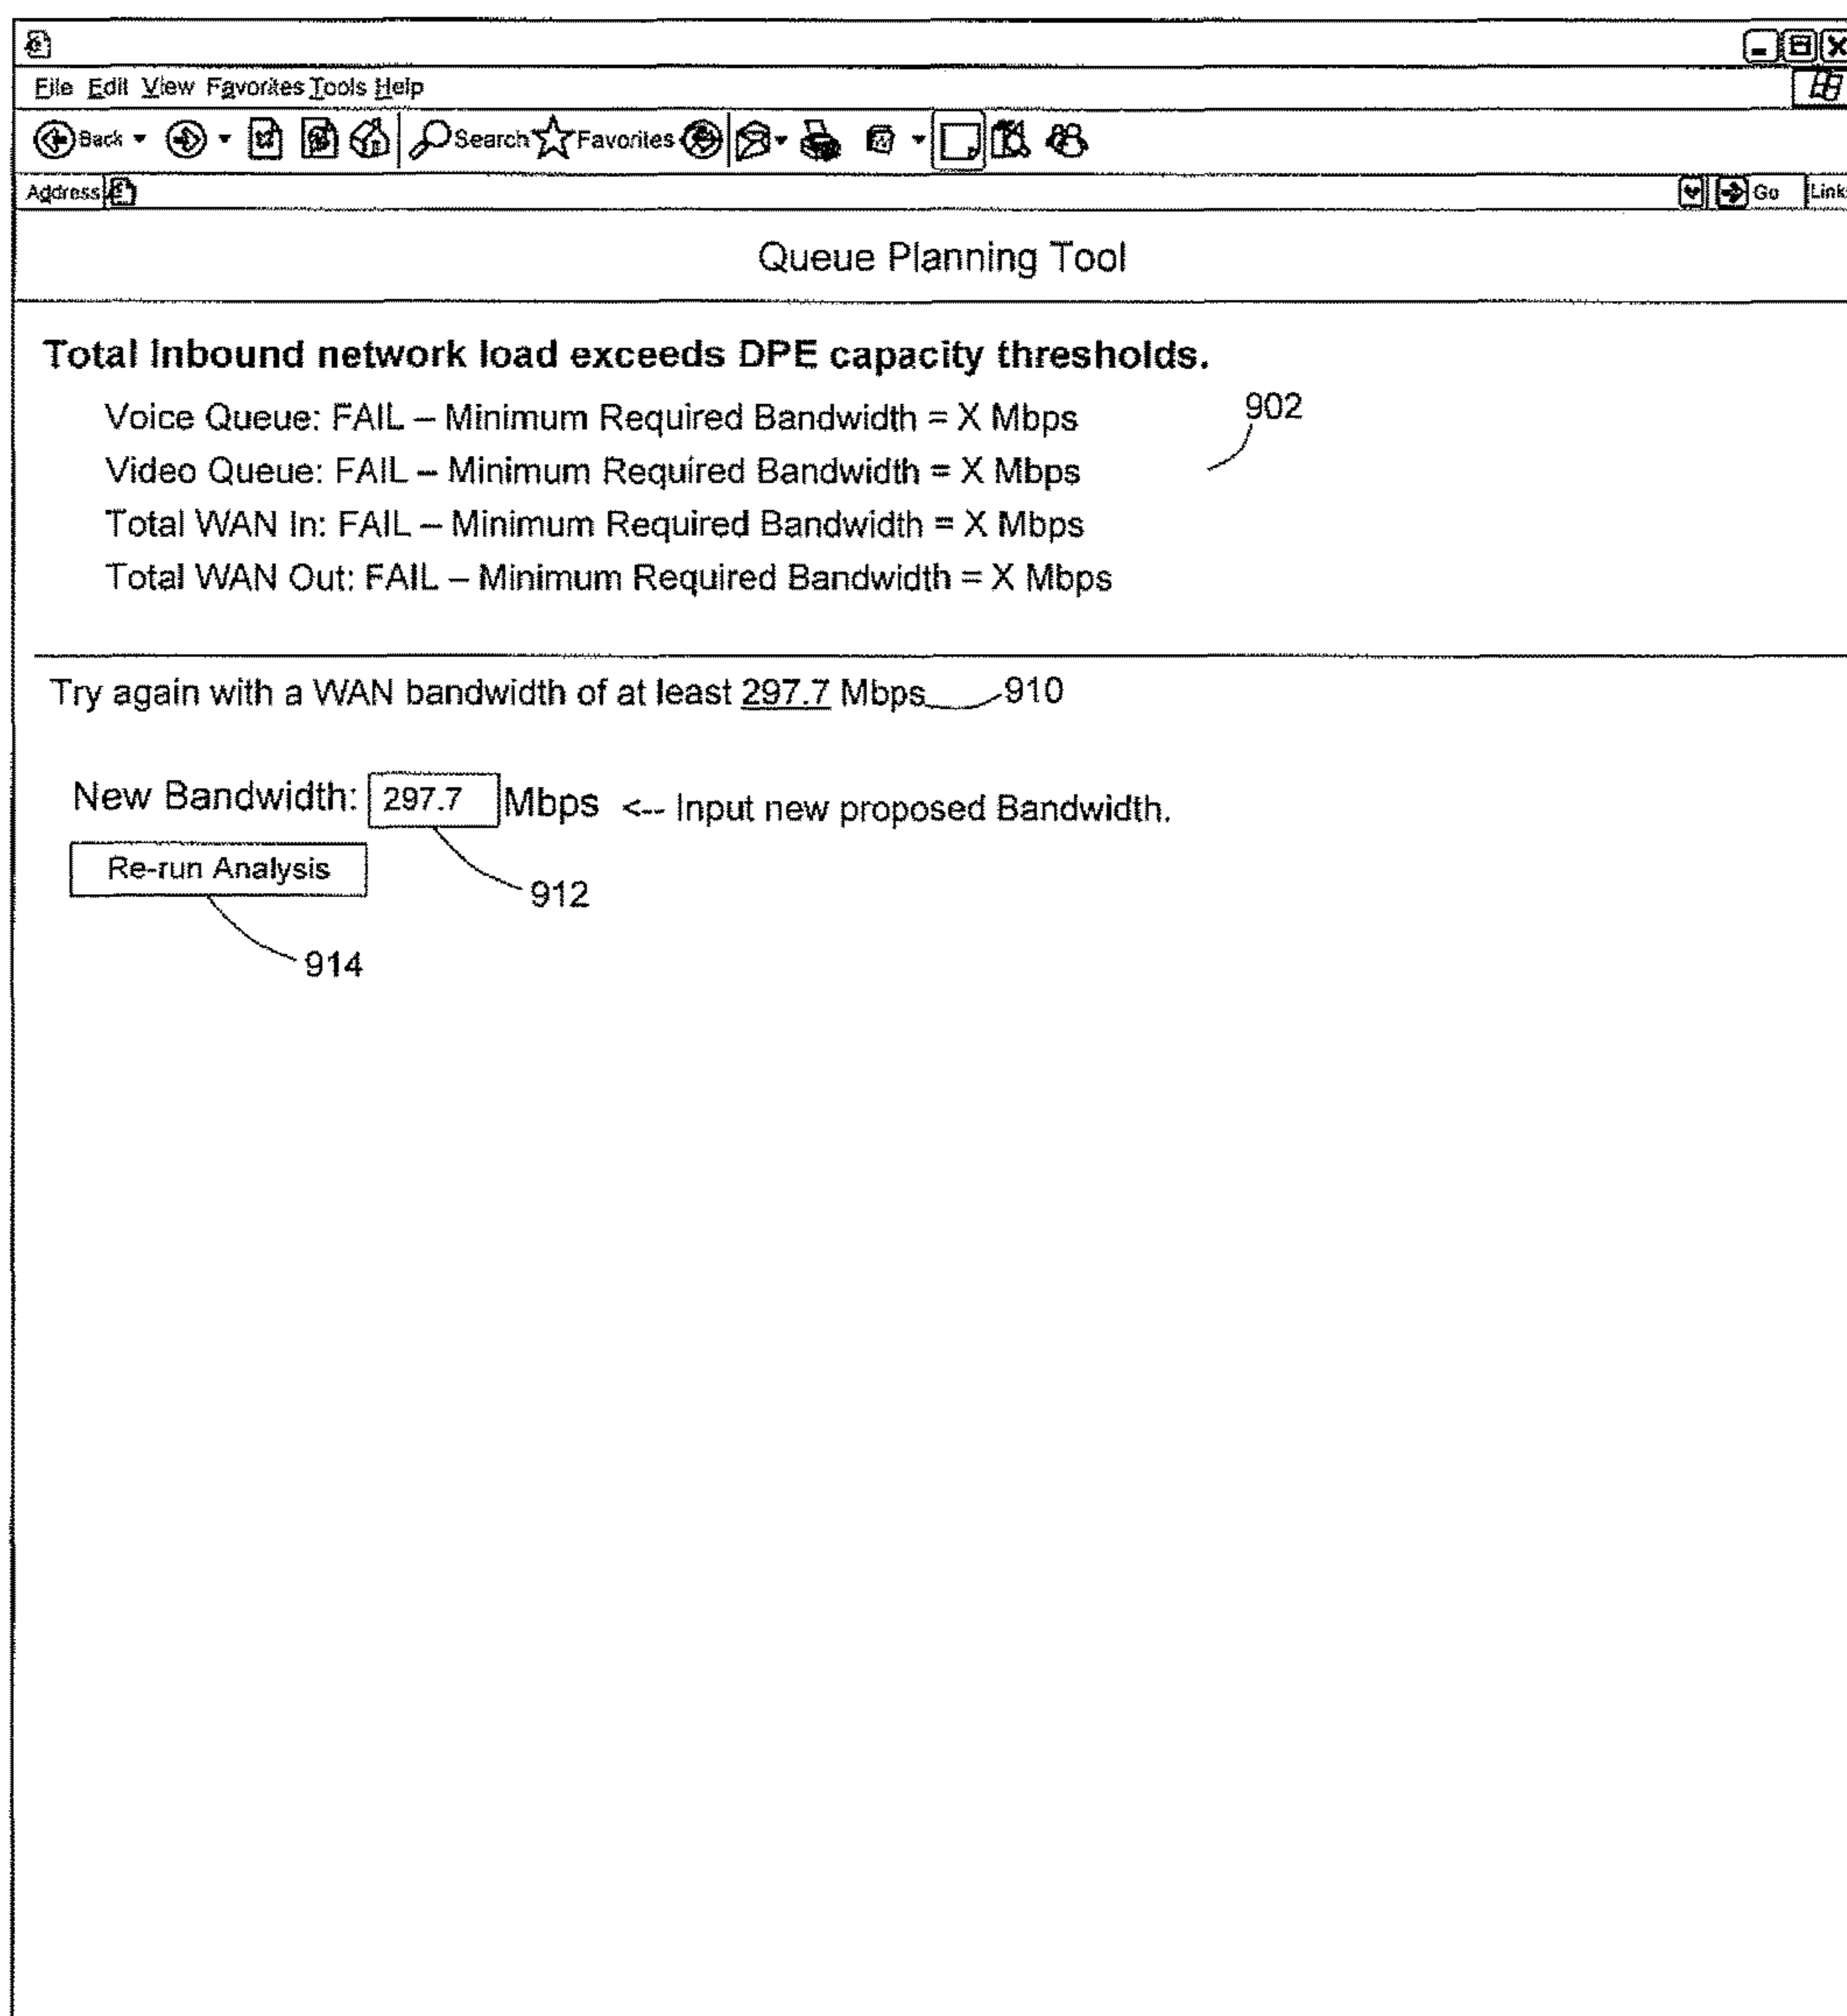 File Edit View Favorites Tools Help
Back Search Favorites
Address Go Link
Queue Planning Tool
Total Inbound network load exceeds DPE capacity thresholds.
Voice Queue: FAIL – Minimum Required Bandwidth = X Mbps
902
Video Queue: FAIL – Minimum Required Bandwidth = X Mbps
Total WAN In: FAIL – Minimum Required Bandwidth = X Mbps
Total WAN Out: FAIL – Minimum Required Bandwidth = X Mbps
Try again with a WAN bandwidth of at least 297.7 Mbps 910
New Bandwidth: 297.7 Mbps <-- Input new proposed Bandwidth.
Re-run Analysis
912
914